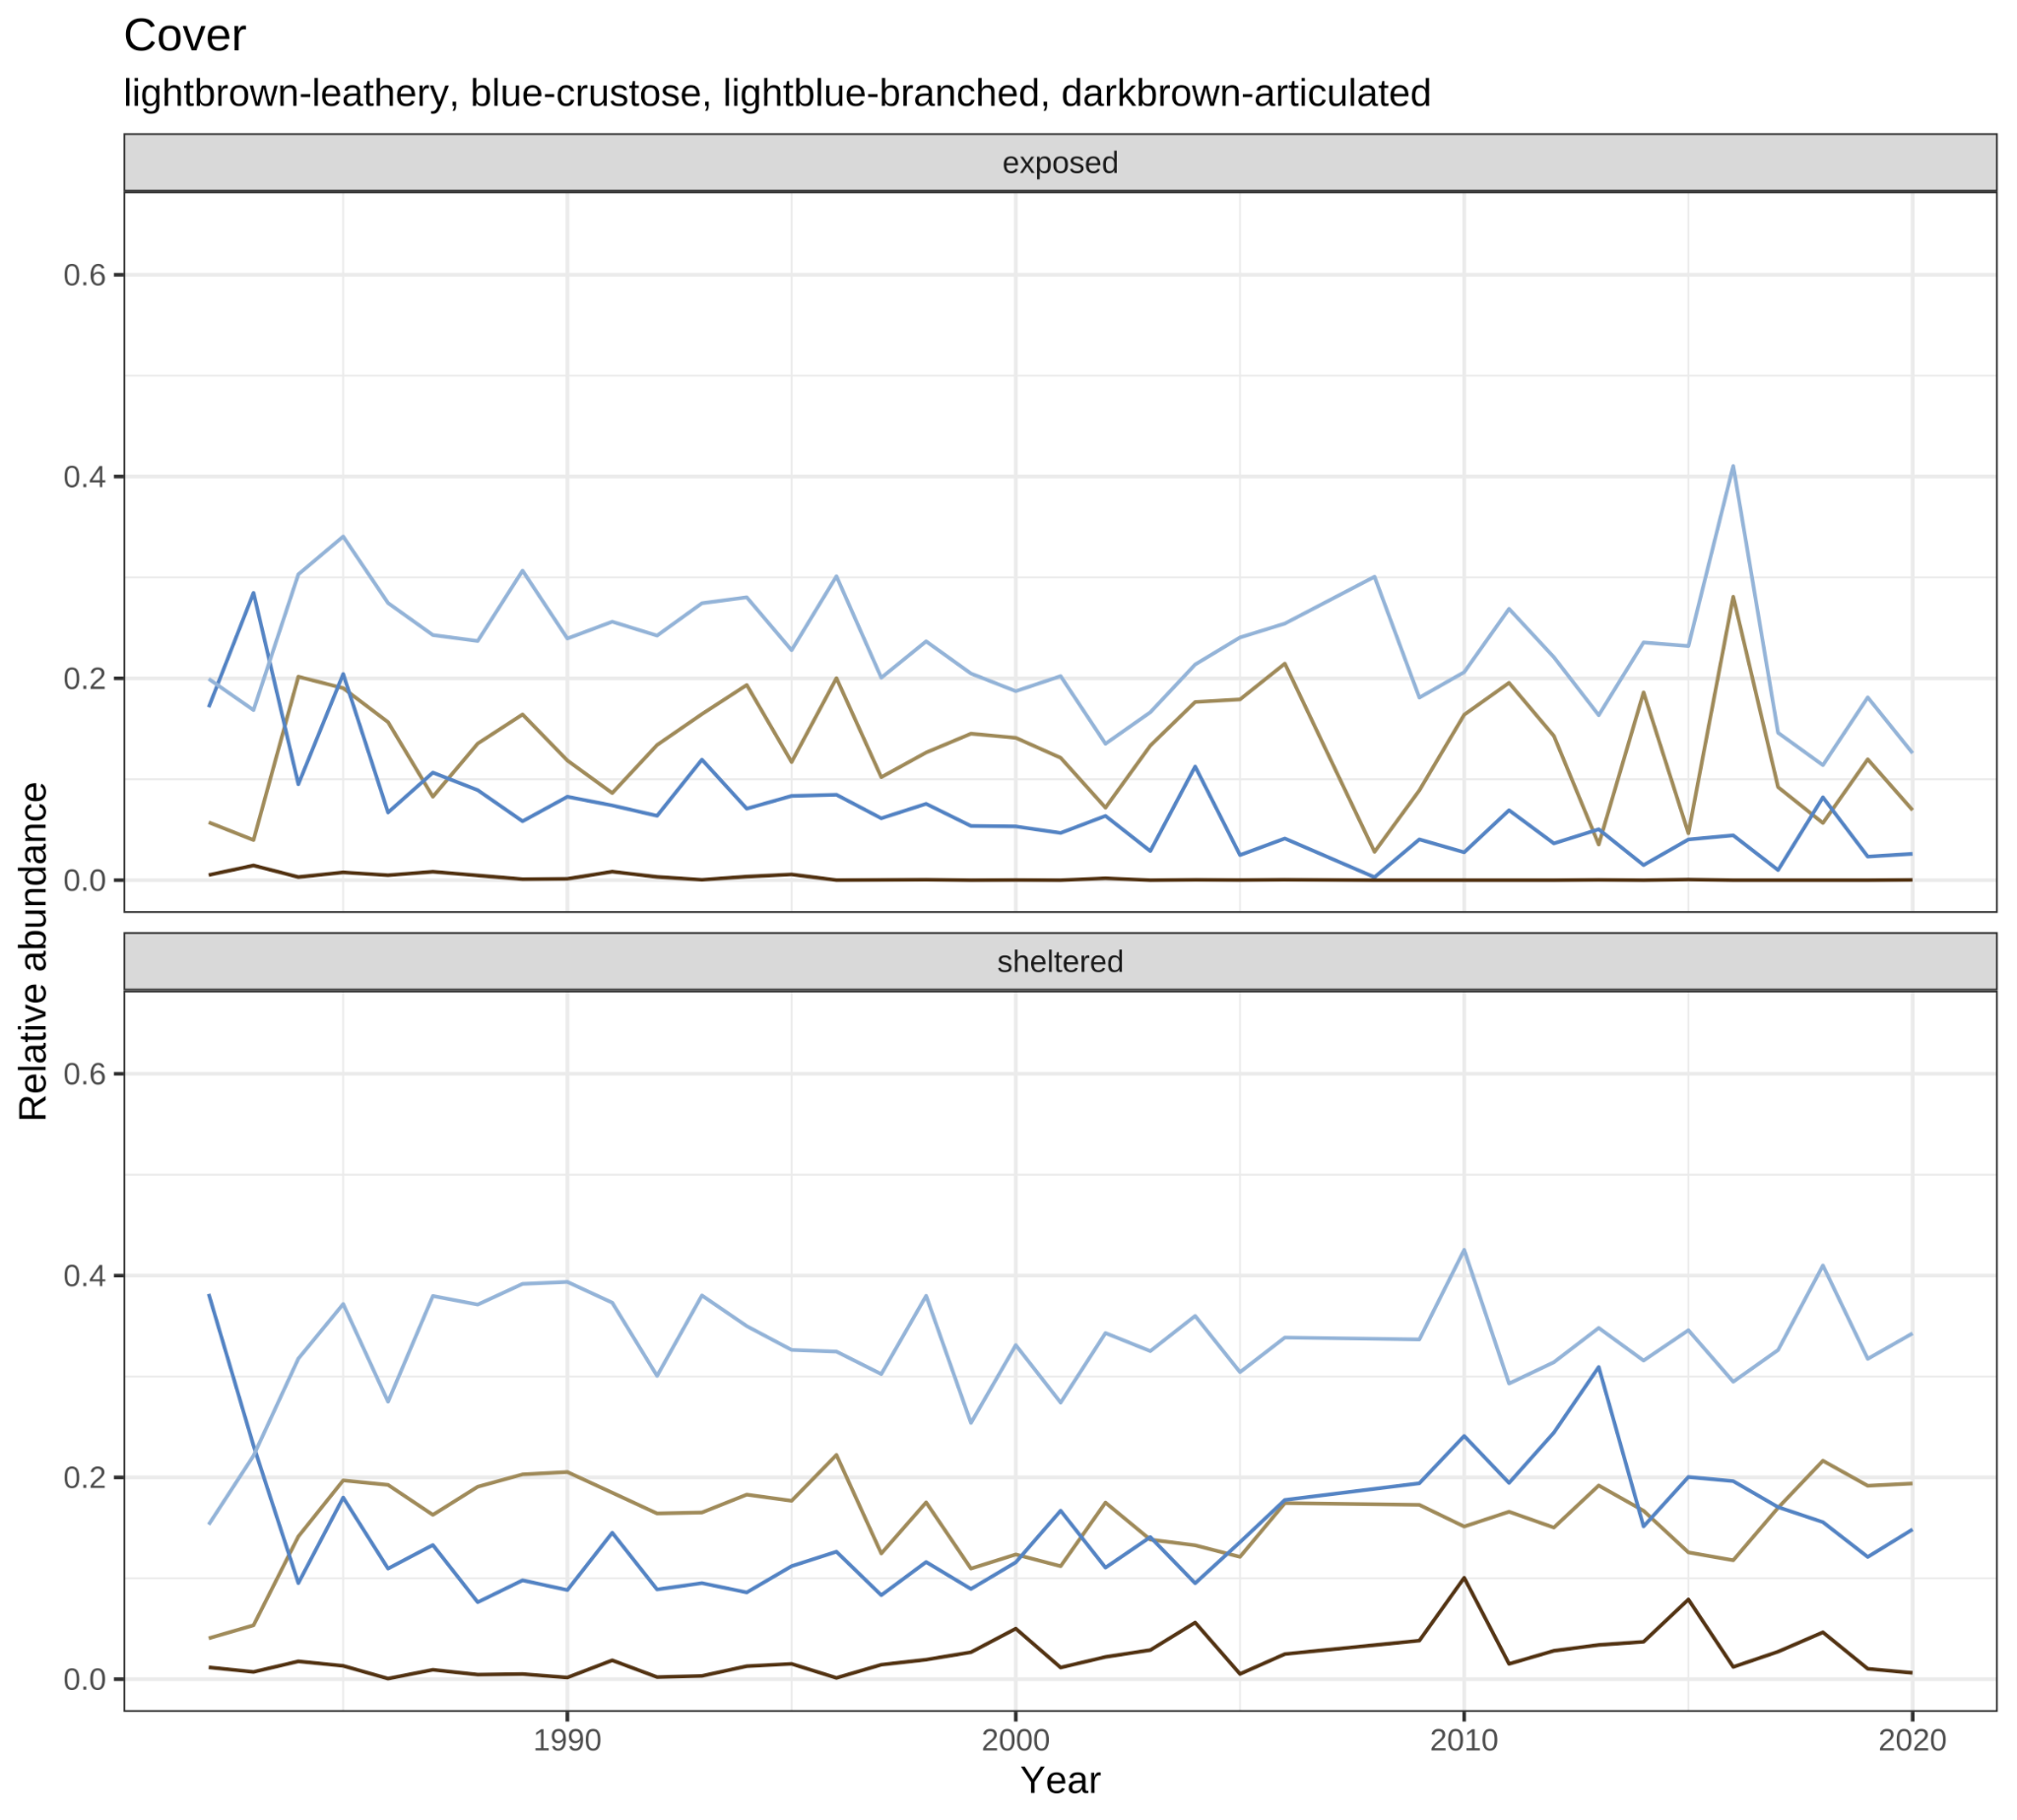 Cover
lightbrown-leathery, blue-crustose, lightblue-branched, darkbrown-articulated
exposed
0.6
0.4
0.2
0.0
Relative abundance
sheltered
0.6
0.4
0.2
0.0
1990 2000 2010 2020
Year